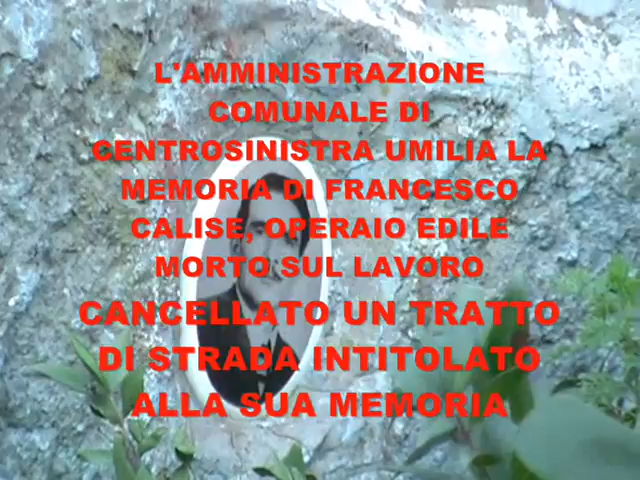 L'AMMINISTRAZIONE
COMUNALE DI
CENTROSINISTRA UMILIA LA
MEMORIA DI FRANCESCO
CALISE, OPERAIO EDILE
MORTO SUL LAVORO
CANCELLATO UN TRATTO
DI STRADA INTITOLATO
ALLA SUA MEMORIA